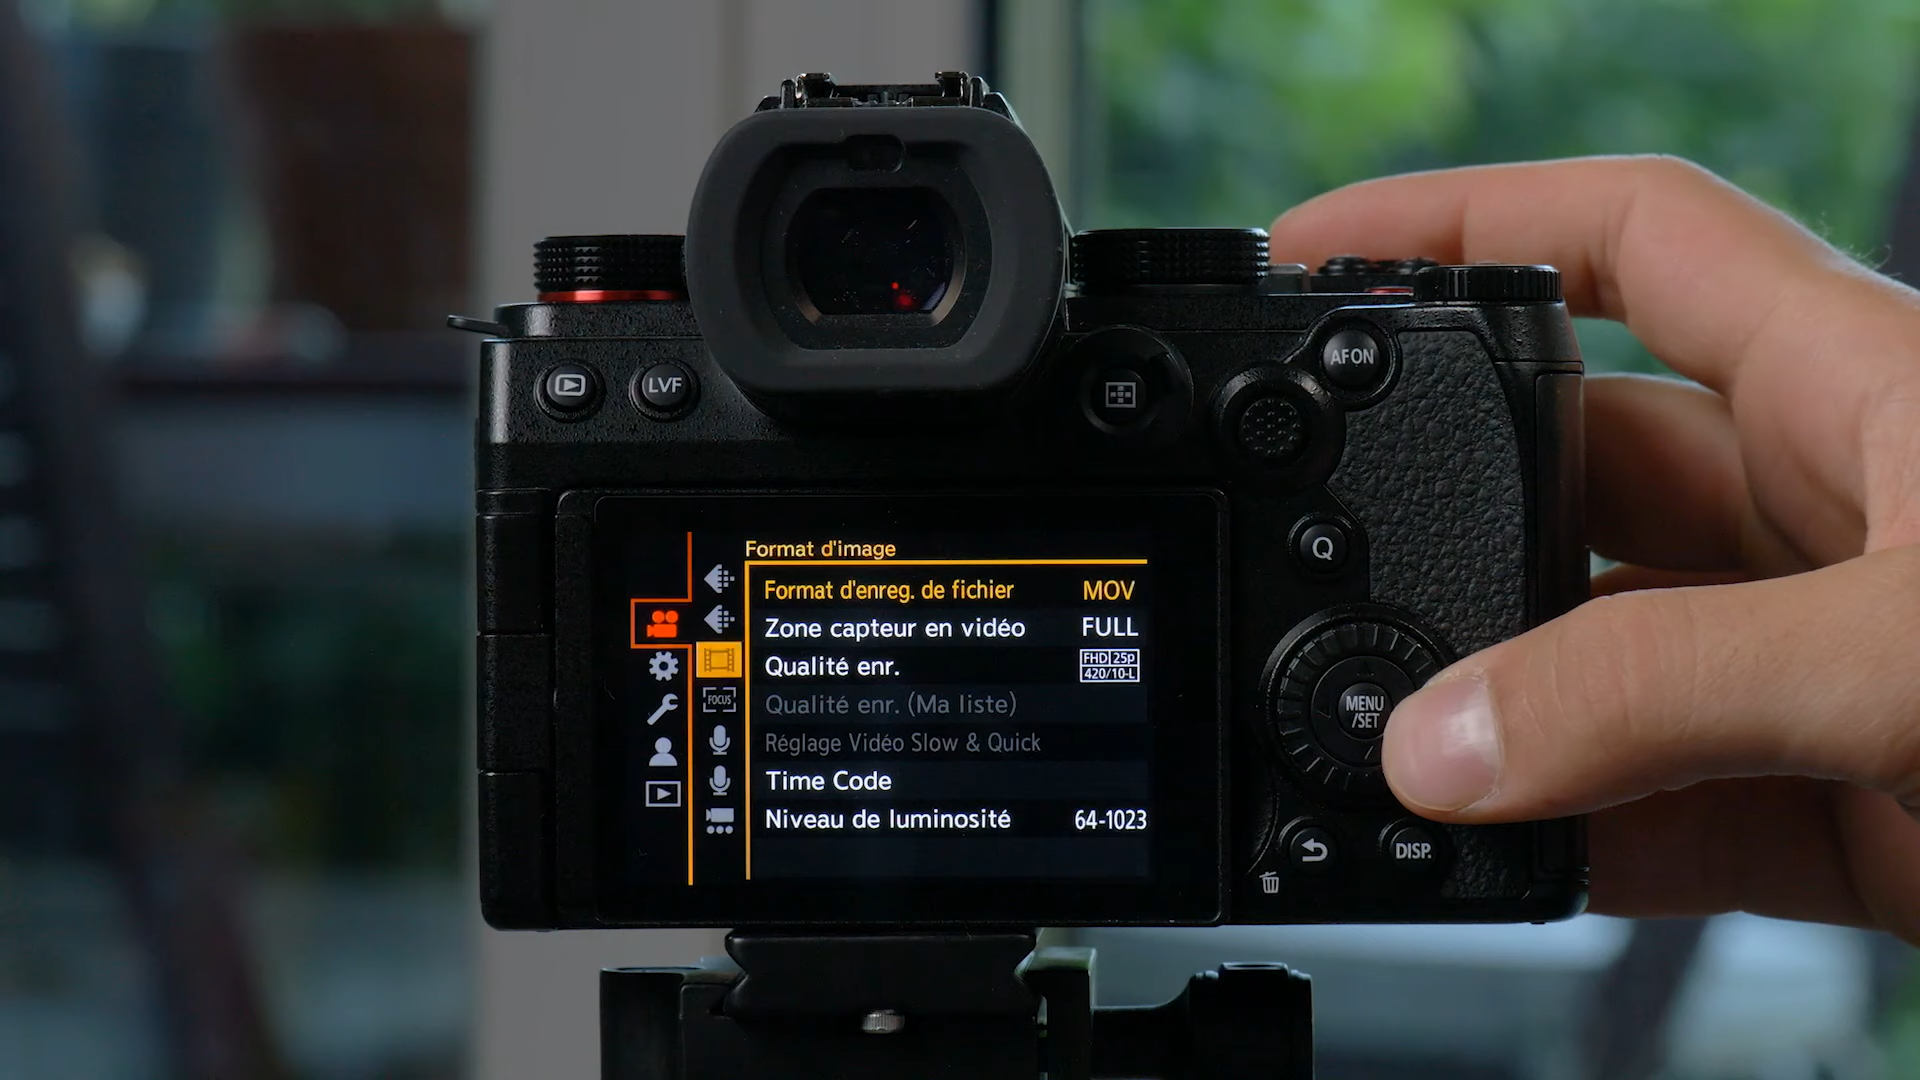 LVF
AF ON
Q
Format d'image
Format d'enreg. de fichier MOV
Zone capteur en vidéo FULL
Qualité enr. FHD 25p
420/10-L
Qualité enr. (Ma liste)
Réglage Vidéo Slow & Quick
Time Code
Niveau de luminosité 64-1023
FOCUS
MENU
/SET
DISP.